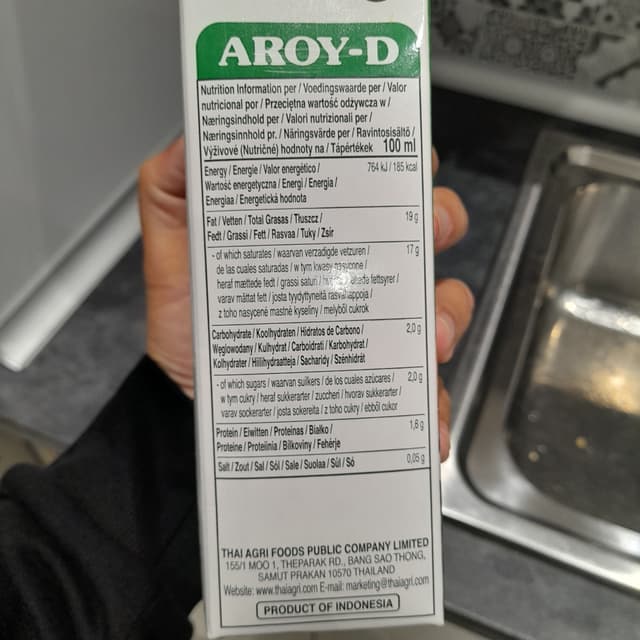 AROY-D
Nutrition Information per / Voedingswaarde per / Valor
nutricional por / Przeciętna wartość odżywcza w /
Næringsindhold per / Valori nutrizionali per /
Næringsinnhold pr. / Näringsvärde per / Ravintosisältö /
Výživové (Nutričné) hodnoty na / Tápértékek 100 ml
Energy / Energie / Valor energético / 764 kJ / 185 kcal
Wartość energetyczna / Energi / Energia /
Energiaa / Energetická hodnota
Fat / Vetten / Total Grasas / Tłuszcz / 19 g
Fedt / Grassi / Fett / Rasvaa / Tuky / Zsír
- of which saturates / waarvan verzadigde vetzuren / 17 g
de las cuales saturadas / w tym kwasy nasycone /
heraf mættede fedt / grassi saturi / fettsyrer /
varav mättat fett / josta tyydyttyneitä rasvahappoja /
z toho nasycené mastné kyseliny / melyből cukrok
Carbohydrate / Koolhydraten / Hidratos de Carbono / 2,0 g
Węglowodany / Kulhydrat / Carboidrati / Karbohydrat /
Kolhydrater / Hiilihydraatteja / Sacharidy / Szénhidrát
- of which sugars / waarvan suikers / de los cuales azúcares / 2,0 g
w tym cukry / heraf sukkerarter / zuccheri / hvorav sukkerarter /
varav sockerarter / josta sokereita / z toho cukry / ebből cukor
Protein / Eiwitten / Proteinas / Białko / 1,6 g
Proteine / Proteiinia / Bílkoviny / Fehérje
Salt / Zout / Sal / Sól / Sale / Suolaa / Sůl / Só 0,05 g
THAI AGRI FOODS PUBLIC COMPANY LIMITED
155/1 MOO 1, THEPARAK RD., BANG SAO THONG,
SAMUT PRAKAN 10570 THAILAND
Website: www.thaiagri.com E-mail: marketing@thaiagri.com
PRODUCT OF INDONESIA